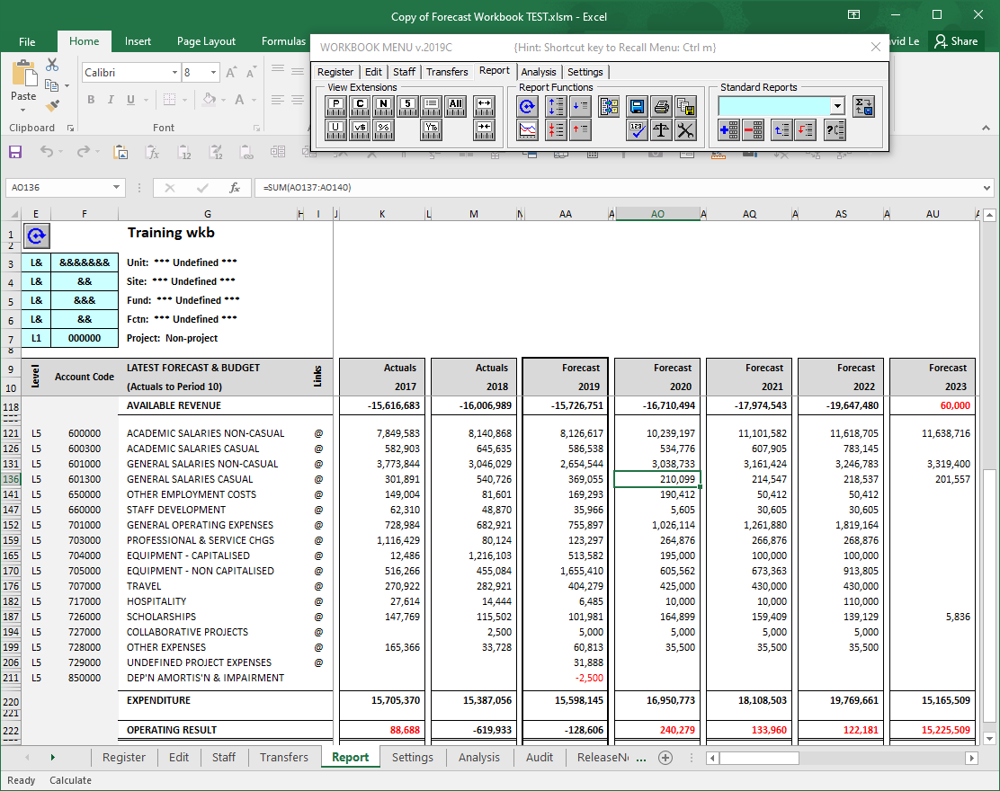 Copy of Forecast Workbook TEST.xlsm - Excel
File Home Insert Page Layout Formulas vid Le Share
WORKBOOK MENU v.2019C {Hint: Shortcut key to Recall Menu: Ctrl m}
Register Edit Staff Transfers Report Analysis Settings
View Extensions Report Functions Standard Reports
P C N 5 All
U v$ % Y10
123
Paste
Calibri 8
B I U A
Clipboard Font
AO136 fx =SUM(AO137:AO140)
E F G H I J K L M N AA A AO A AQ A AS A AU A
1 Training wkb
2
3 L& &&&&&&& Unit: *** Undefined ***
4 L& && Site: *** Undefined ***
5 L& &&& Fund: *** Undefined ***
6 L& && Fctn: *** Undefined ***
7 L1 000000 Project: Non-project
8
9 Level Account Code LATEST FORECAST & BUDGET Links Actuals Actuals Forecast Forecast Forecast Forecast Forecast
10 (Actuals to Period 10) 2017 2018 2019 2020 2021 2022 2023
118 AVAILABLE REVENUE -15,616,683 -16,006,989 -15,726,751 -16,710,494 -17,974,543 -19,647,480 60,000
121 L5 600000 ACADEMIC SALARIES NON-CASUAL @ 7,849,583 8,140,868 8,126,617 10,239,197 11,101,582 11,618,705 11,638,716
126 L5 600300 ACADEMIC SALARIES CASUAL @ 582,903 645,635 586,538 534,776 607,905 783,145
131 L5 601000 GENERAL SALARIES NON-CASUAL @ 3,773,844 3,046,029 2,654,544 3,038,733 3,161,424 3,246,783 3,319,400
136 L5 601300 GENERAL SALARIES CASUAL @ 301,891 540,726 369,055 210,099 214,547 218,537 201,557
141 L5 650000 OTHER EMPLOYMENT COSTS @ 149,004 81,601 169,293 190,412 50,412 50,412
147 L5 660000 STAFF DEVELOPMENT @ 62,310 48,870 35,966 5,605 30,605 30,605
152 L5 701000 GENERAL OPERATING EXPENSES @ 728,984 682,921 755,897 1,026,114 1,261,880 1,819,164
159 L5 703000 PROFESSIONAL & SERVICE CHGS @ 1,116,429 80,124 123,297 264,876 266,876 268,876
165 L5 704000 EQUIPMENT - CAPITALISED @ 12,486 1,216,103 513,582 195,000 100,000 100,000
170 L5 705000 EQUIPMENT - NON CAPITALISED @ 516,266 455,084 1,655,410 605,562 673,363 913,805
176 L5 707000 TRAVEL @ 270,922 282,921 404,279 425,000 430,000 430,000
182 L5 717000 HOSPITALITY @ 27,614 14,444 6,485 10,000 10,000 110,000
187 L5 726000 SCHOLARSHIPS @ 147,769 115,502 101,981 164,899 159,409 139,129 5,836
194 L5 727000 COLLABORATIVE PROJECTS @ 2,500 5,000 5,000 5,000 5,000
199 L5 728000 OTHER EXPENSES @ 165,366 33,728 60,813 35,500 35,500 35,500
206 L5 729000 UNDEFINED PROJECT EXPENSES @ 31,888
211 L5 850000 DEP'N AMORTIS'N & IMPAIRMENT -2,500
220 EXPENDITURE 15,705,370 15,387,056 15,598,145 16,950,773 18,108,503 19,769,661 15,165,509
221
222 OPERATING RESULT 88,688 -619,933 -128,606 240,279 133,960 122,181 15,225,509
Register Edit Staff Transfers Report Settings Analysis Audit ReleaseN ...
Ready Calculate